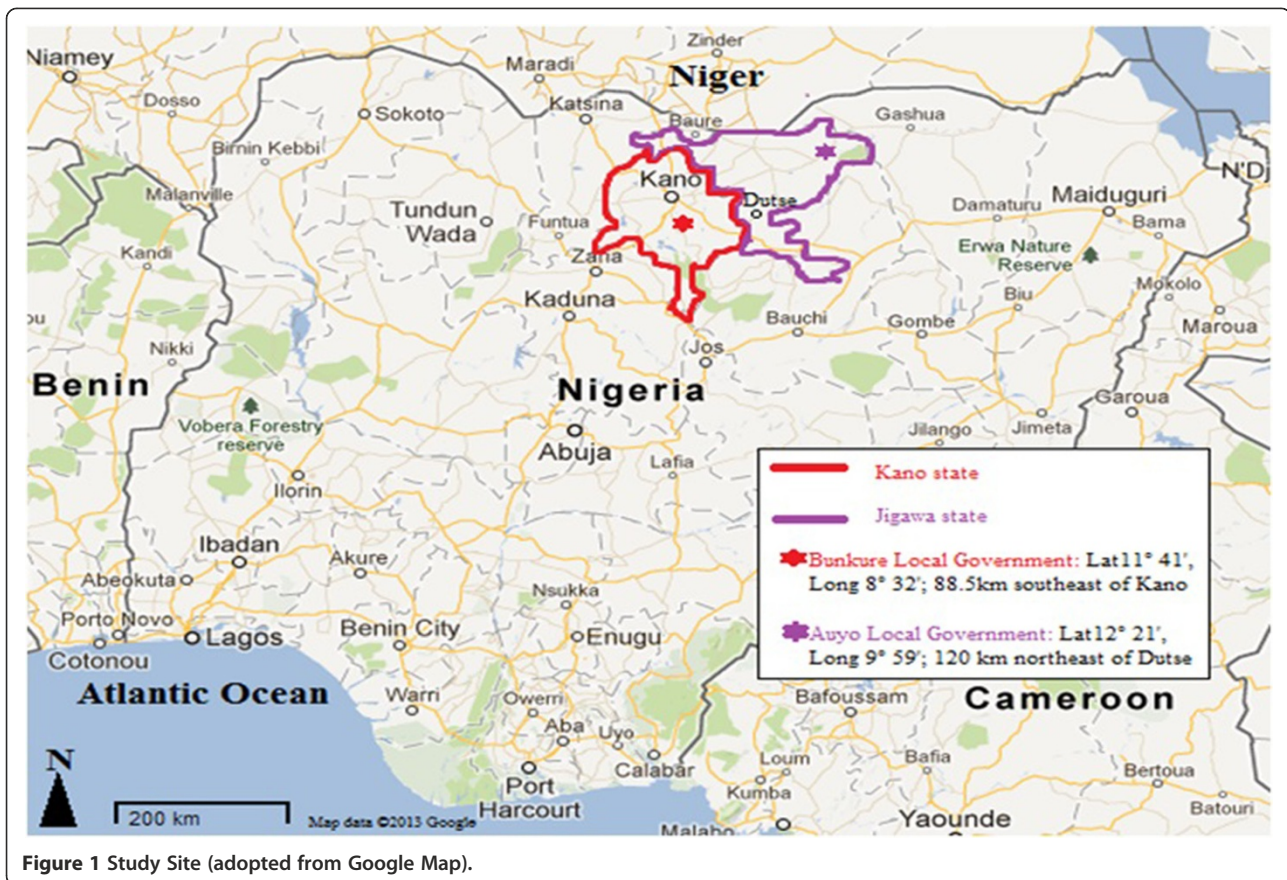 Niamey
Dosso
Birnin Kebbi
Sokoto
Maradi
Katsina
Zinder
Niger
Baure
Gashua
N'Dj
Malanville
Kandi
Tundun
Wada
Funtua
Kano
Dutse
Zaria
Damaturu
Maiduguri
Bama
Erwa Nature
Reserve
Mokolo
Maroua
Kaduna
Bauchi
Gombe
Biu
ou
Nikki
Jos
Benin
Nigeria
Garoua
Vobera Forestry
reserve
Abuja
Lafia
Jilango
Jimeta
Ilorin
Ibadan
Akure
Abeokuta
Nsukka
Porto Novo
Lagos
Benin City
Enugu
Cotonou
Atlantic Ocean
Warri
Owerri
Aba
Uyo
Calabar
Port
Harcourt
Bafoussam
Cameroon
Loum
Kumba
Bafia
Bertoua
Batouri
Yaounde
Malabo
Kano state
Jigawa state
Bunkure Local Government: Lat11° 41′,
Long 8° 32′; 88.5km southeast of Kano
Auyo Local Government: Lat12° 21′,
Long 9° 59′; 120 km northeast of Dutse
N
200 km
Map data ©2013 Google
Figure 1 Study Site (adopted from Google Map).